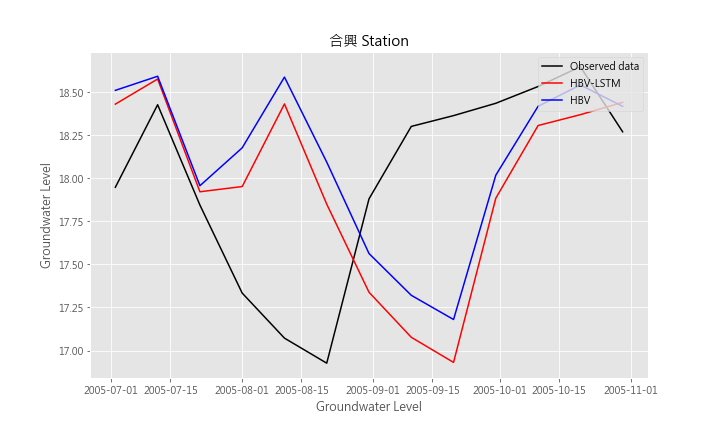 合興 Station
Observed data
HBV-LSTM
HBV
Groundwater Level
18.50
18.25
18.00
17.75
17.50
17.25
17.00
2005-07-01 2005-07-15 2005-08-01 2005-08-15 2005-09-01 2005-09-15 2005-10-01 2005-10-15 2005-11-01
Groundwater Level